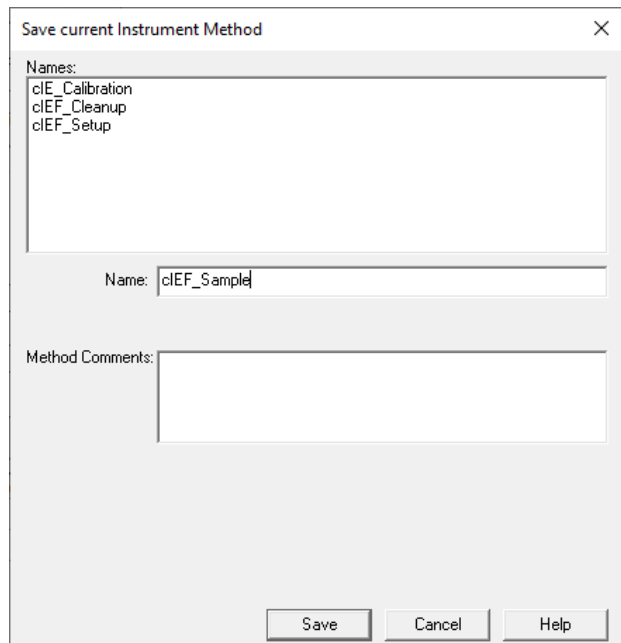 Save current Instrument Method
Names:
cIE_Calibration
cIEF_Cleanup
cIEF_Setup
Name: cIEF_Sample
Method Comments:
Save Cancel Help